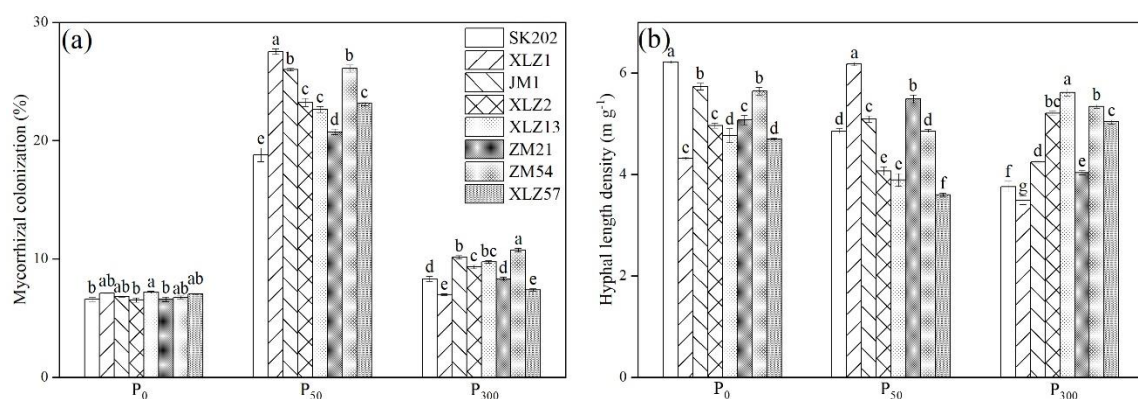 (a)
Mycorrhizal colonization (%)
30
20
10
0
SK202
XLZ1
JM1
XLZ2
XLZ13
ZM21
ZM54
XLZ57
b ab ab b a b ab ab
e a b c c d b c
d e b c bc d a e
P0 P50 P300
(b)
Hyphal length density (m g-1)
6
4
2
0
a e b c d c b d
d a c e e b d f
f g d bc a e b c
P0 P50 P300